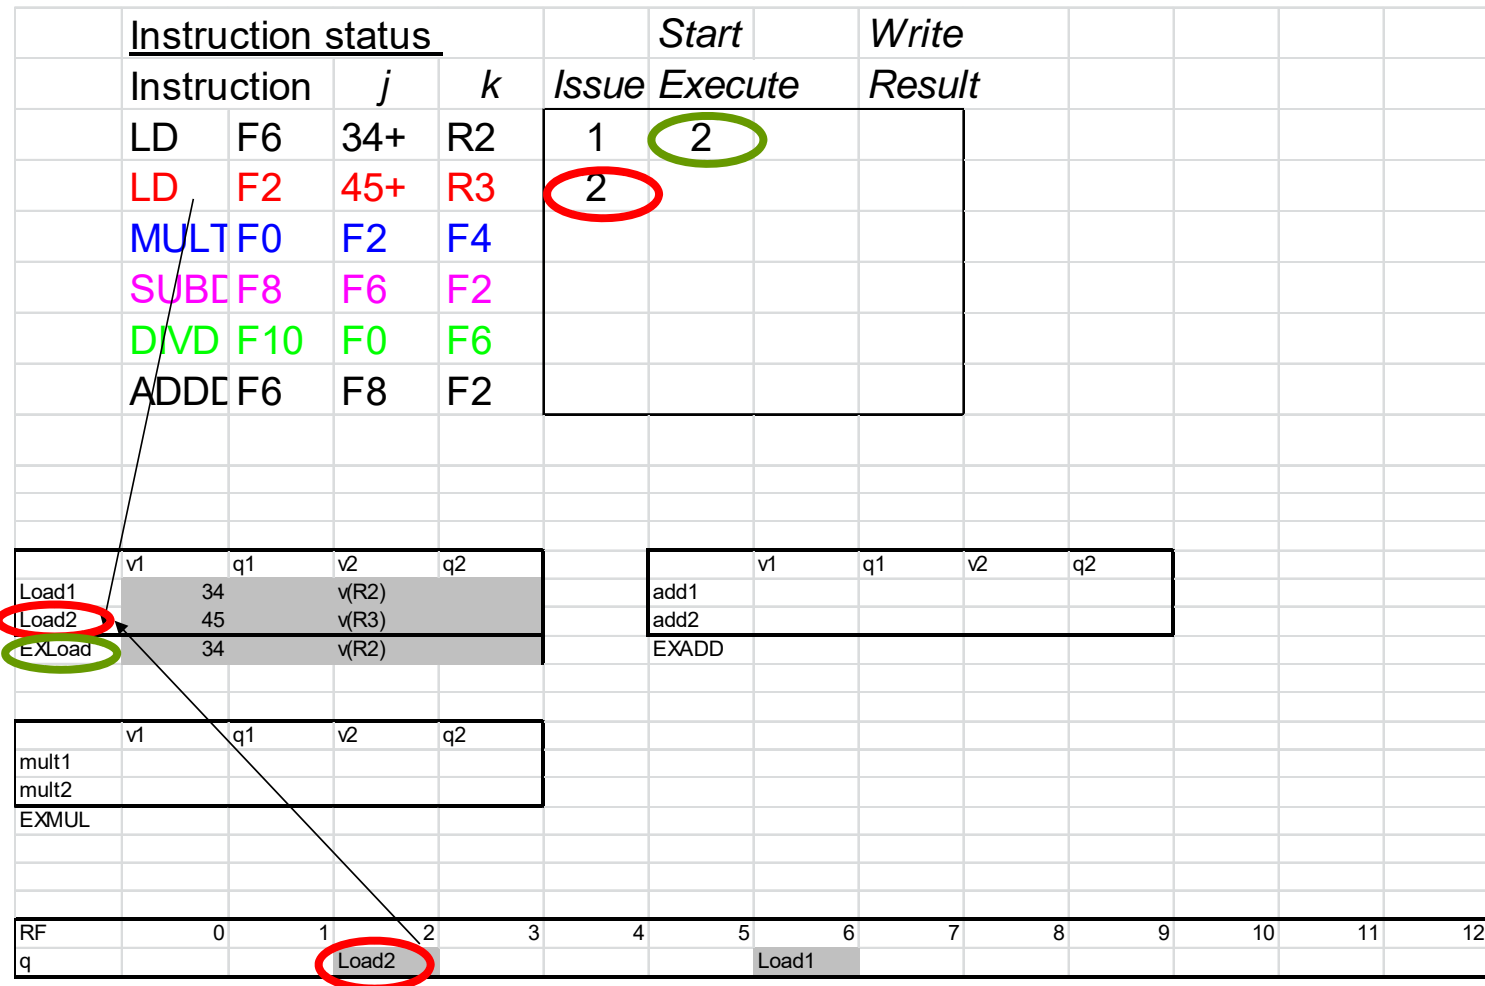 Instruction status Start Write
Instruction j k Issue Execute Result
LD F6 34+ R2 1 2
LD F2 45+ R3 2
MULT F0 F2 F4
SUBD F8 F6 F2
DIVD F10 F0 F6
ADDD F6 F8 F2
v1 q1 v2 q2 v1 q1 v2 q2
Load1 34 v(R2) add1
Load2 45 v(R3) add2
EXLoad 34 v(R2) EXADD
v1 q1 v2 q2
mult1
mult2
EXMUL
RF 0 1 2 3 4 5 6 7 8 9 10 11 12
q Load2 Load1